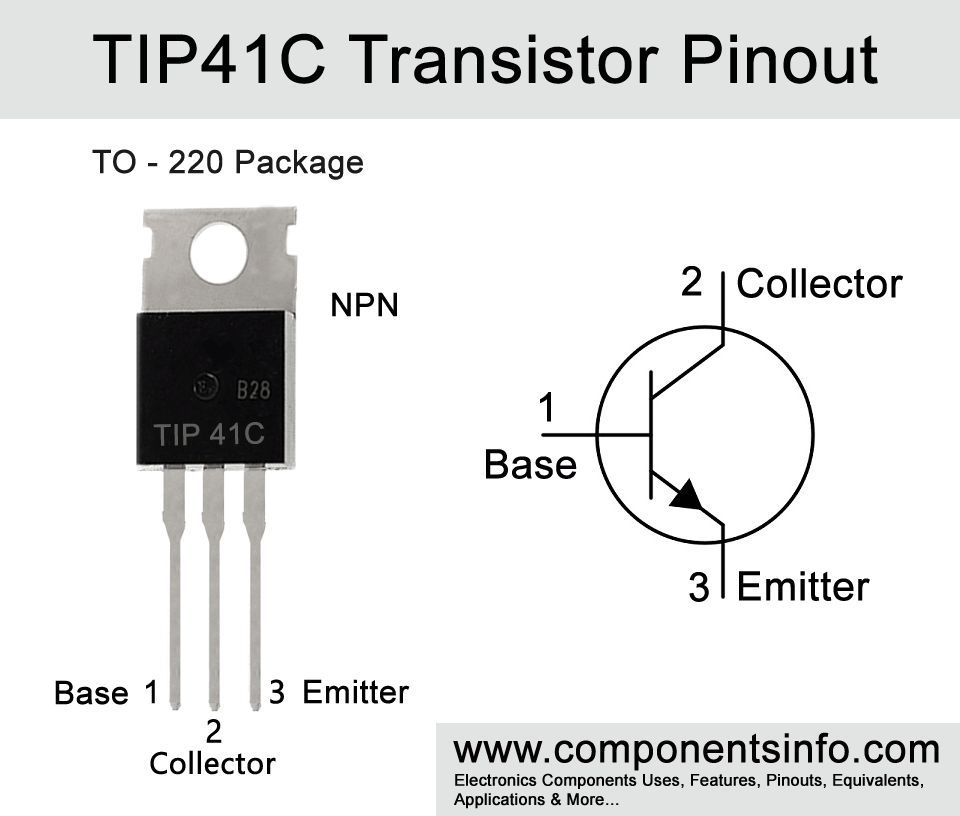 TIP41C Transistor Pinout
TO - 220 Package
NPN
B28
TIP 41C
Base 1
3 Emitter
2
Collector
2 Collector
1
Base
3 Emitter
www.componentsinfo.com
Electronics Components Uses, Features, Pinouts, Equivalents,
Applications & More...